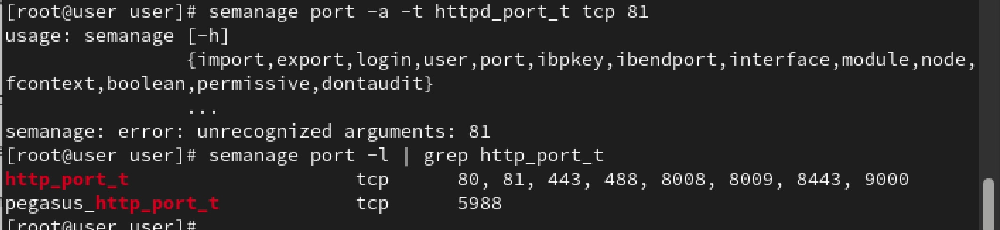 [root@user user]# semanage port -a -t httpd_port_t tcp 81
usage: semanage [-h]
{import,export,login,user,port,ibpkey,ibendport,interface,module,node,
fcontext,boolean,permissive,dontaudit}
...
semanage: error: unrecognized arguments: 81
[root@user user]# semanage port -l | grep http_port_t
http_port_t tcp 80, 81, 443, 488, 8008, 8009, 8443, 9000
pegasus_http_port_t tcp 5988
[root@user user]#